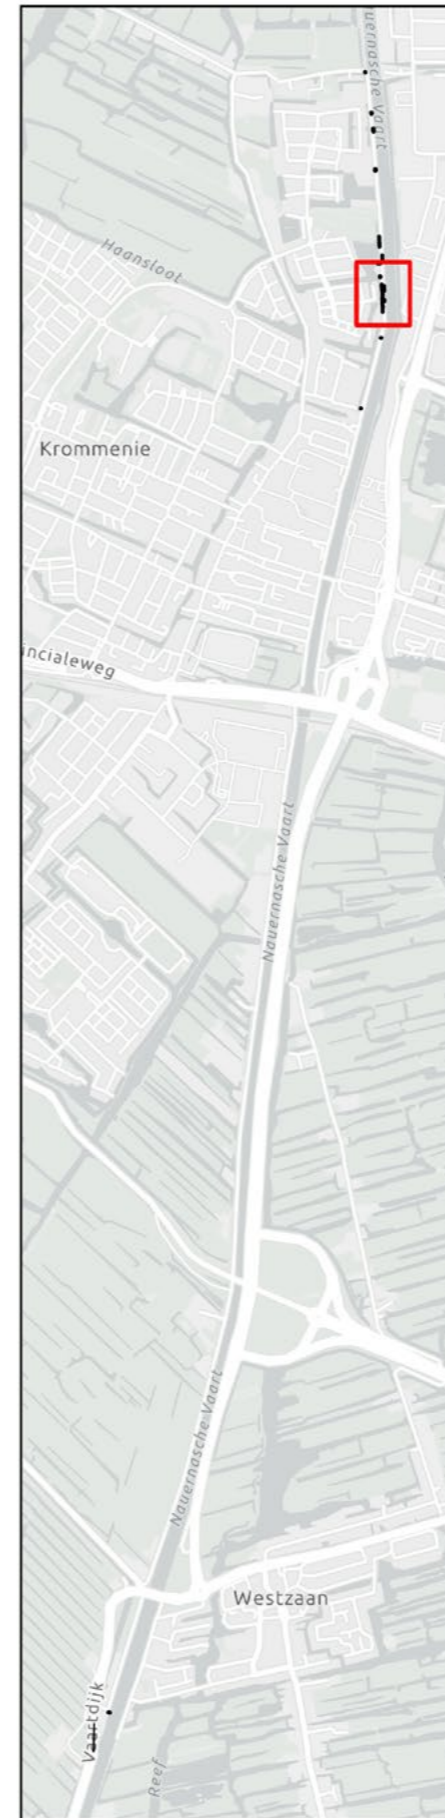 uernasche Vaart
Haansloot
Krommenie
incialeweg
Nauernasche Vaart
Nauernasche Vaart
Westzaan
Vaartdijk
Reef